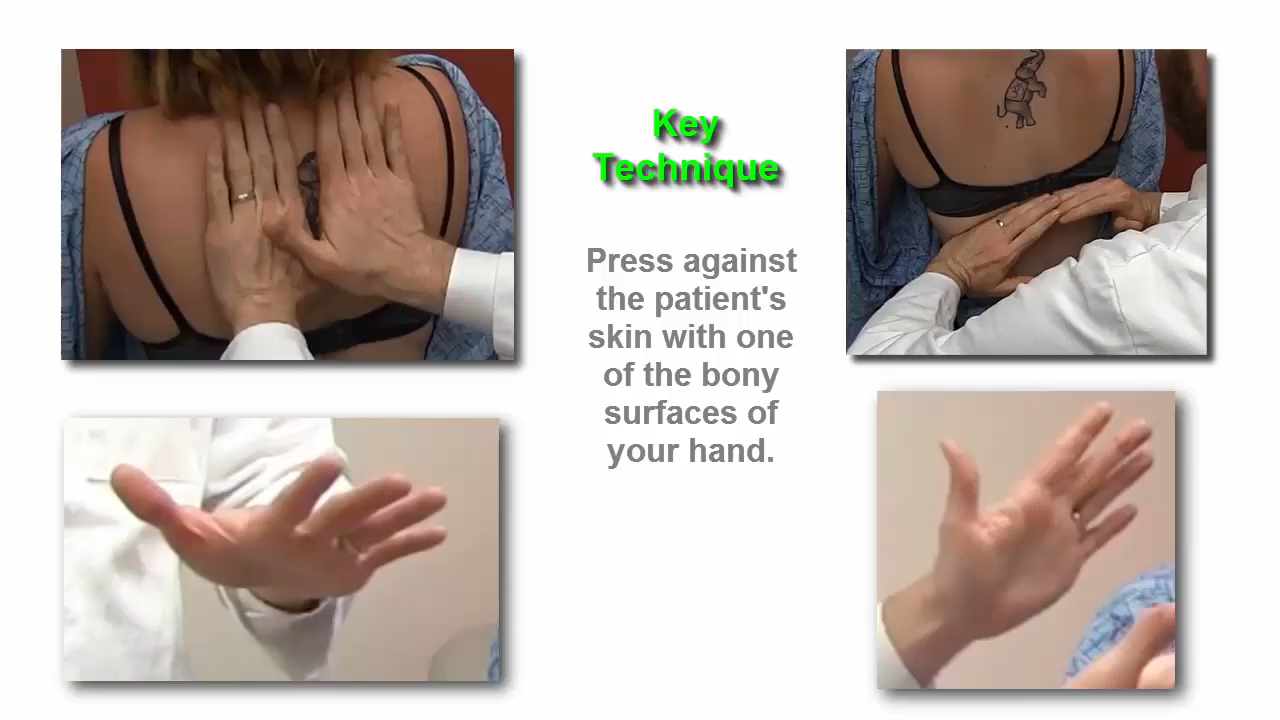 Key
Technique
Press against
the patient's
skin with one
of the bony
surfaces of
your hand.